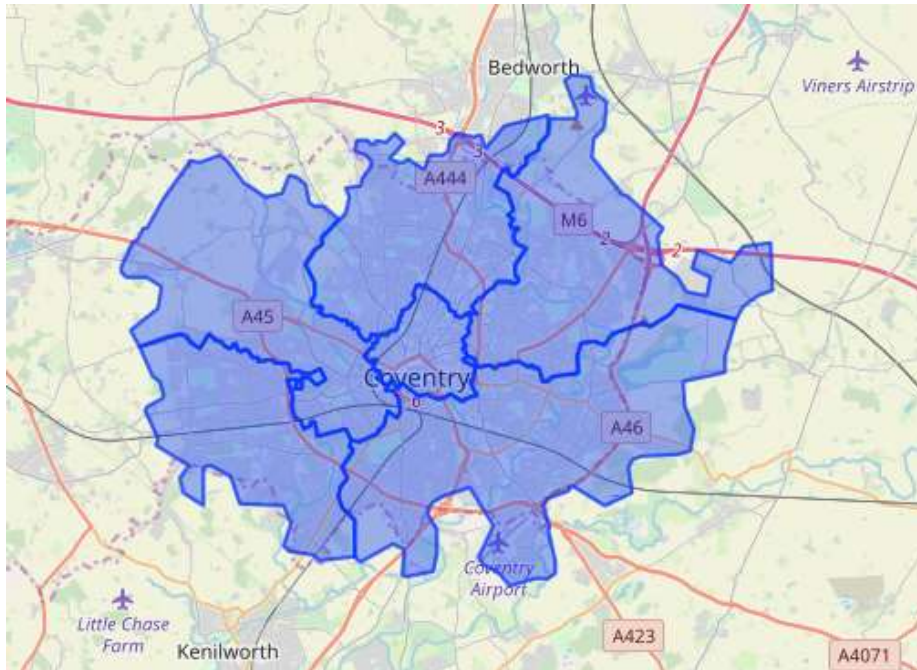 Bedworth
Viners Airstrip
3
3
A444
M6
2
2
A45
Coventry
6
A46
Coventry
Airport
Little Chase
Farm
Kenilworth
A423
A4071